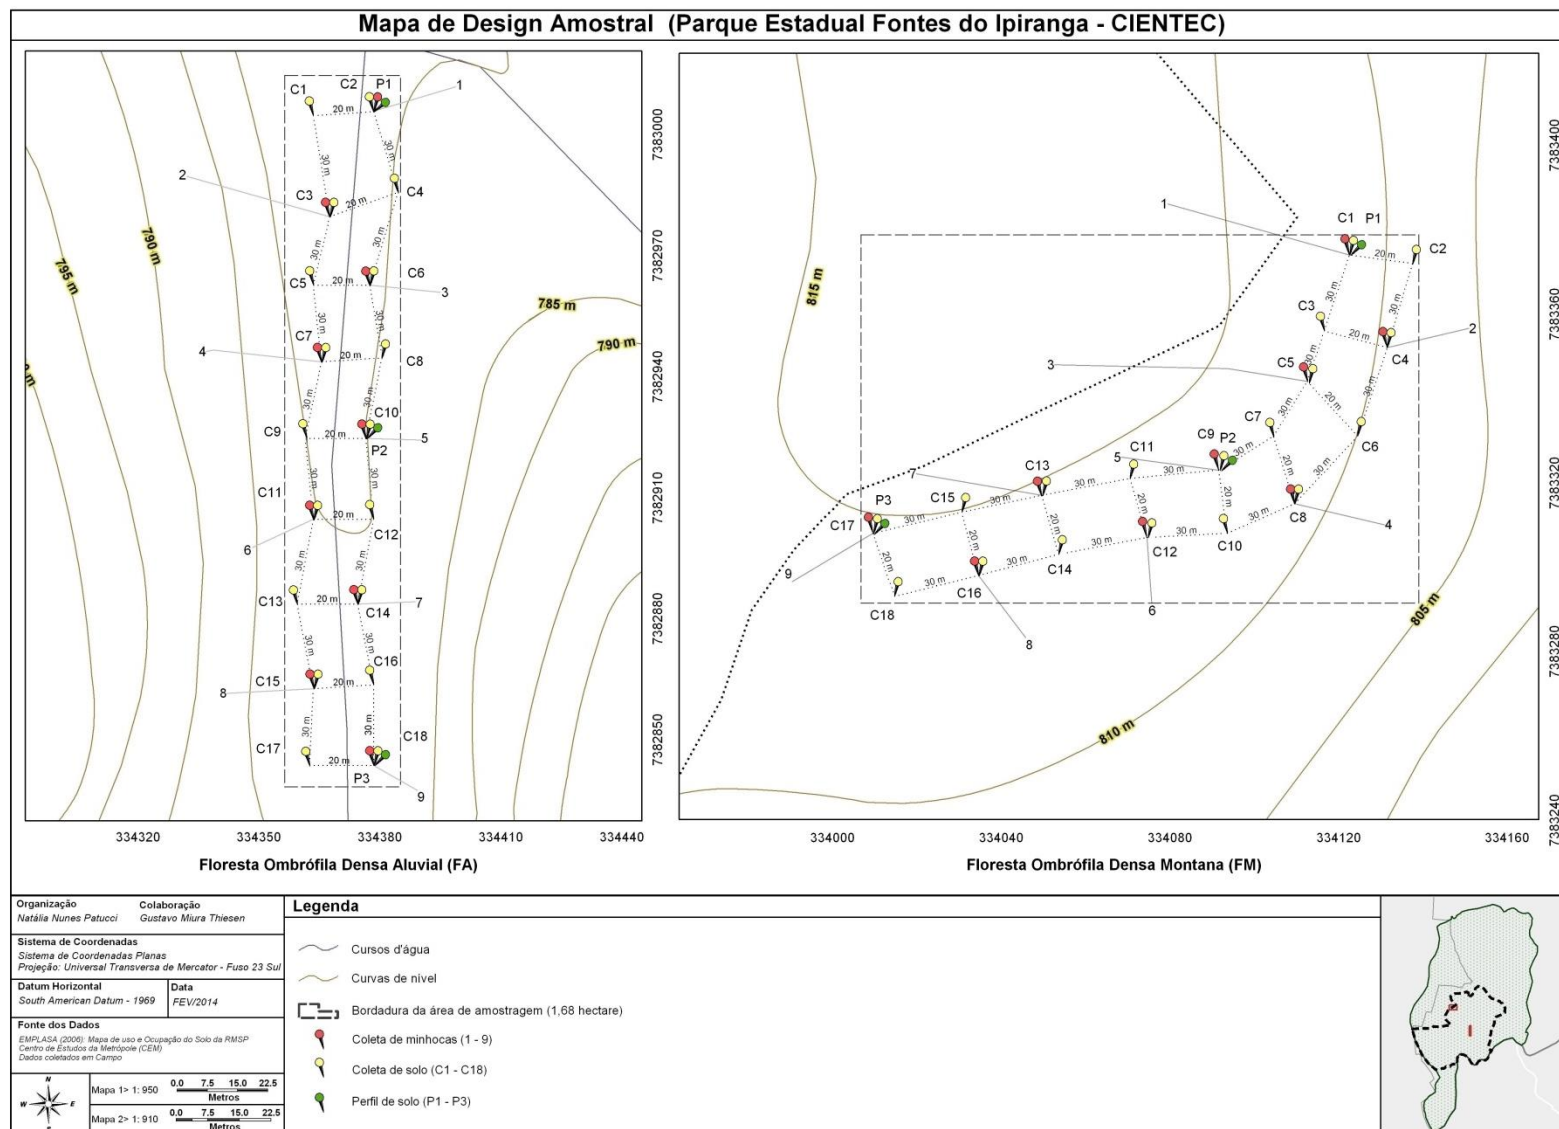 Mapa de Design Amostral (Parque Estadual Fontes do Ipiranga - CIENTEC)
C1
C2
P1
1
20 m
30 m
30 m
2
C3
C4
20 m
30 m
30 m
C5
C6
20 m
3
30 m
30 m
C7
4
C8
20 m
30 m
30 m
C9
C10
20 m
5
P2
30 m
30 m
C11
20 m
C12
6
30 m
30 m
C13
20 m
C14
7
30 m
30 m
C15
C16
20 m
8
30 m
30 m
C17
C18
20 m
P3
9
795 m
790 m
785 m
790 m
7383000
7382970
7382940
7382910
7382880
7382850
334320
334350
334380
334410
334440
Floresta Ombrófila Densa Aluvial (FA)
815 m
1
C1
P1
C2
20 m
30 m
30 m
C3
20 m
2
C4
3
C5
30 m
30 m
20 m
C7
C6
30 m
C9
P2
30 m
20 m
30 m
C8
4
5
C11
30 m
20 m
C10
30 m
7
C13
30 m
20 m
C12
30 m
6
C15
30 m
20 m
C14
30 m
P3
C17
30 m
20 m
C16
30 m
8
9
20 m
C18
30 m
805 m
810 m
7383400
7383360
7383320
7383280
7383240
334000
334040
334080
334120
334160
Floresta Ombrófila Densa Montana (FM)
Organização
Colaboração
Natália Nunes Patucci
Gustavo Miura Thiesen
Sistema de Coordenadas
Sistema de Coordenadas Planas
Projeção: Universal Transversa de Mercator - Fuso 23 Sul
Datum Horizontal
Data
South American Datum - 1969
FEV/2014
Fonte dos Dados
EMPLASA (2006): Mapa de uso e Ocupação do Solo da RMSP
Centro de Estudos da Metrópole (CEM)
Dados coletados em Campo
N
W
E
S
Mapa 1> 1: 950
0.0 7.5 15.0 22.5
Metros
Mapa 2> 1: 910
0.0 7.5 15.0 22.5
Metros
Legenda
Cursos d'água
Curvas de nível
Bordadura da área de amostragem (1,68 hectare)
Coleta de minhocas (1 - 9)
Coleta de solo (C1 - C18)
Perfil de solo (P1 - P3)